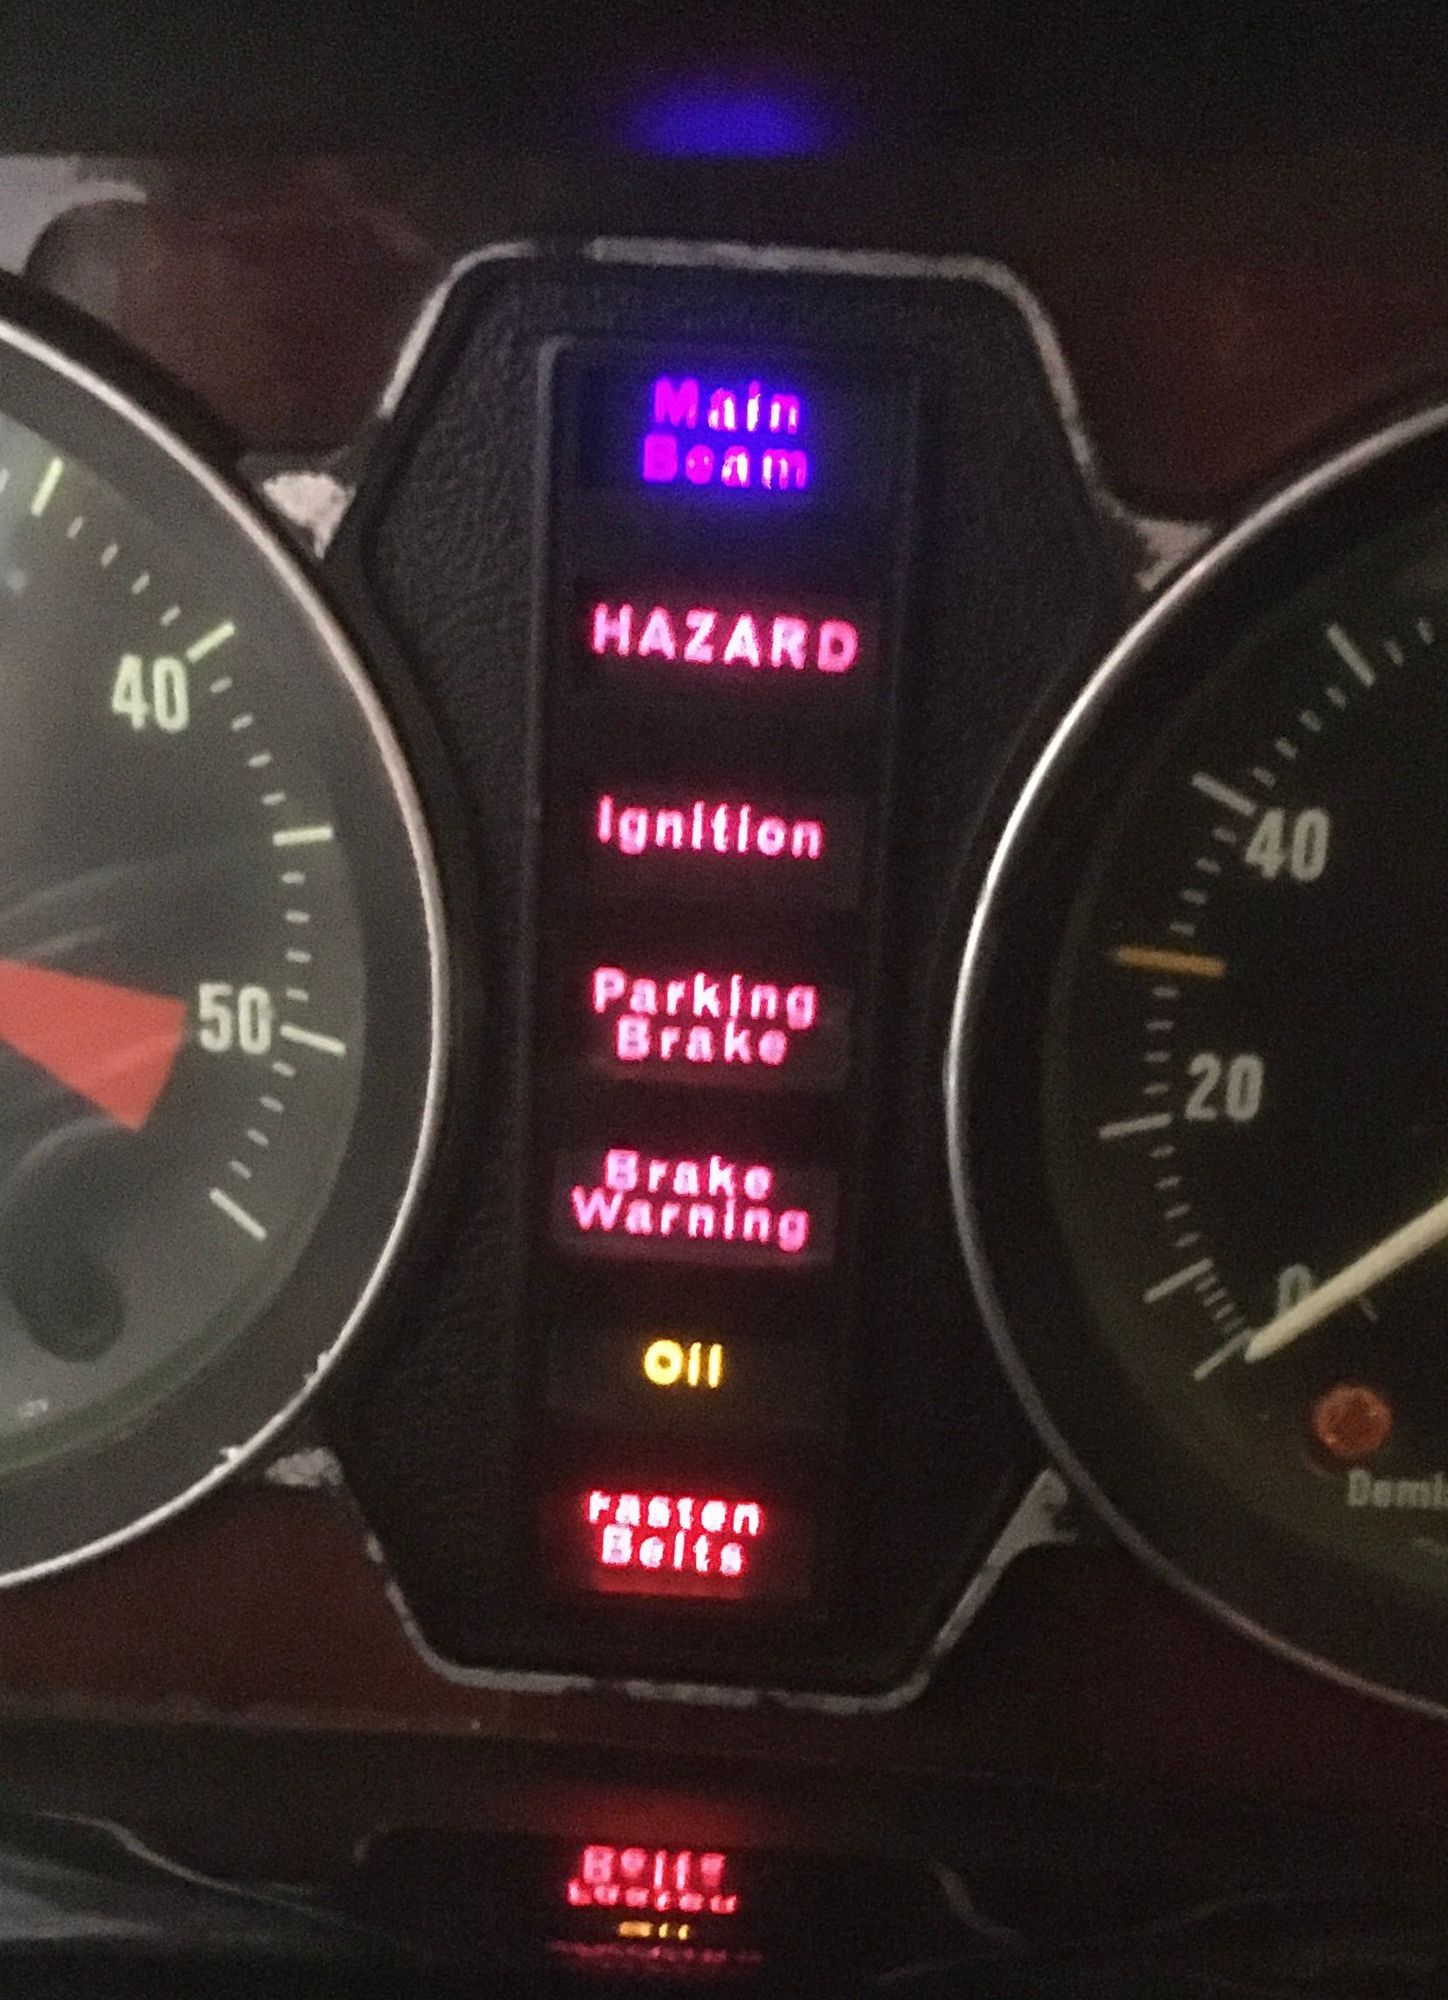 Main
Beam
HAZARD
Ignition
Parking
Brake
Brake
Warning
Oil
Fasten
Belts
40
50
40
20
0